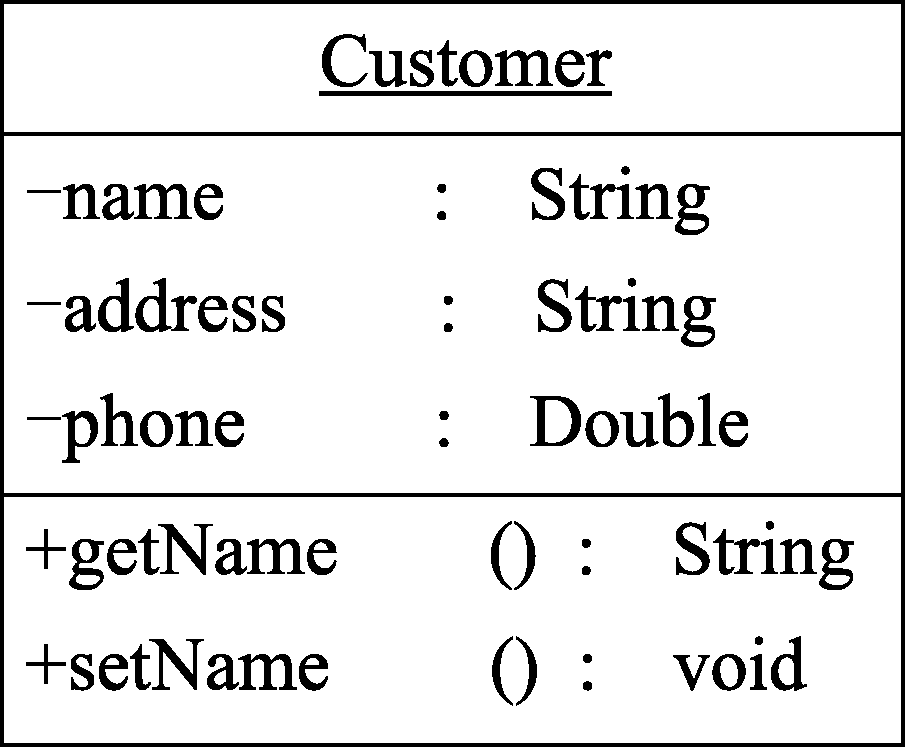 Customer
−name : String
−address : String
−phone : Double
+getName () : String
+setName () : void